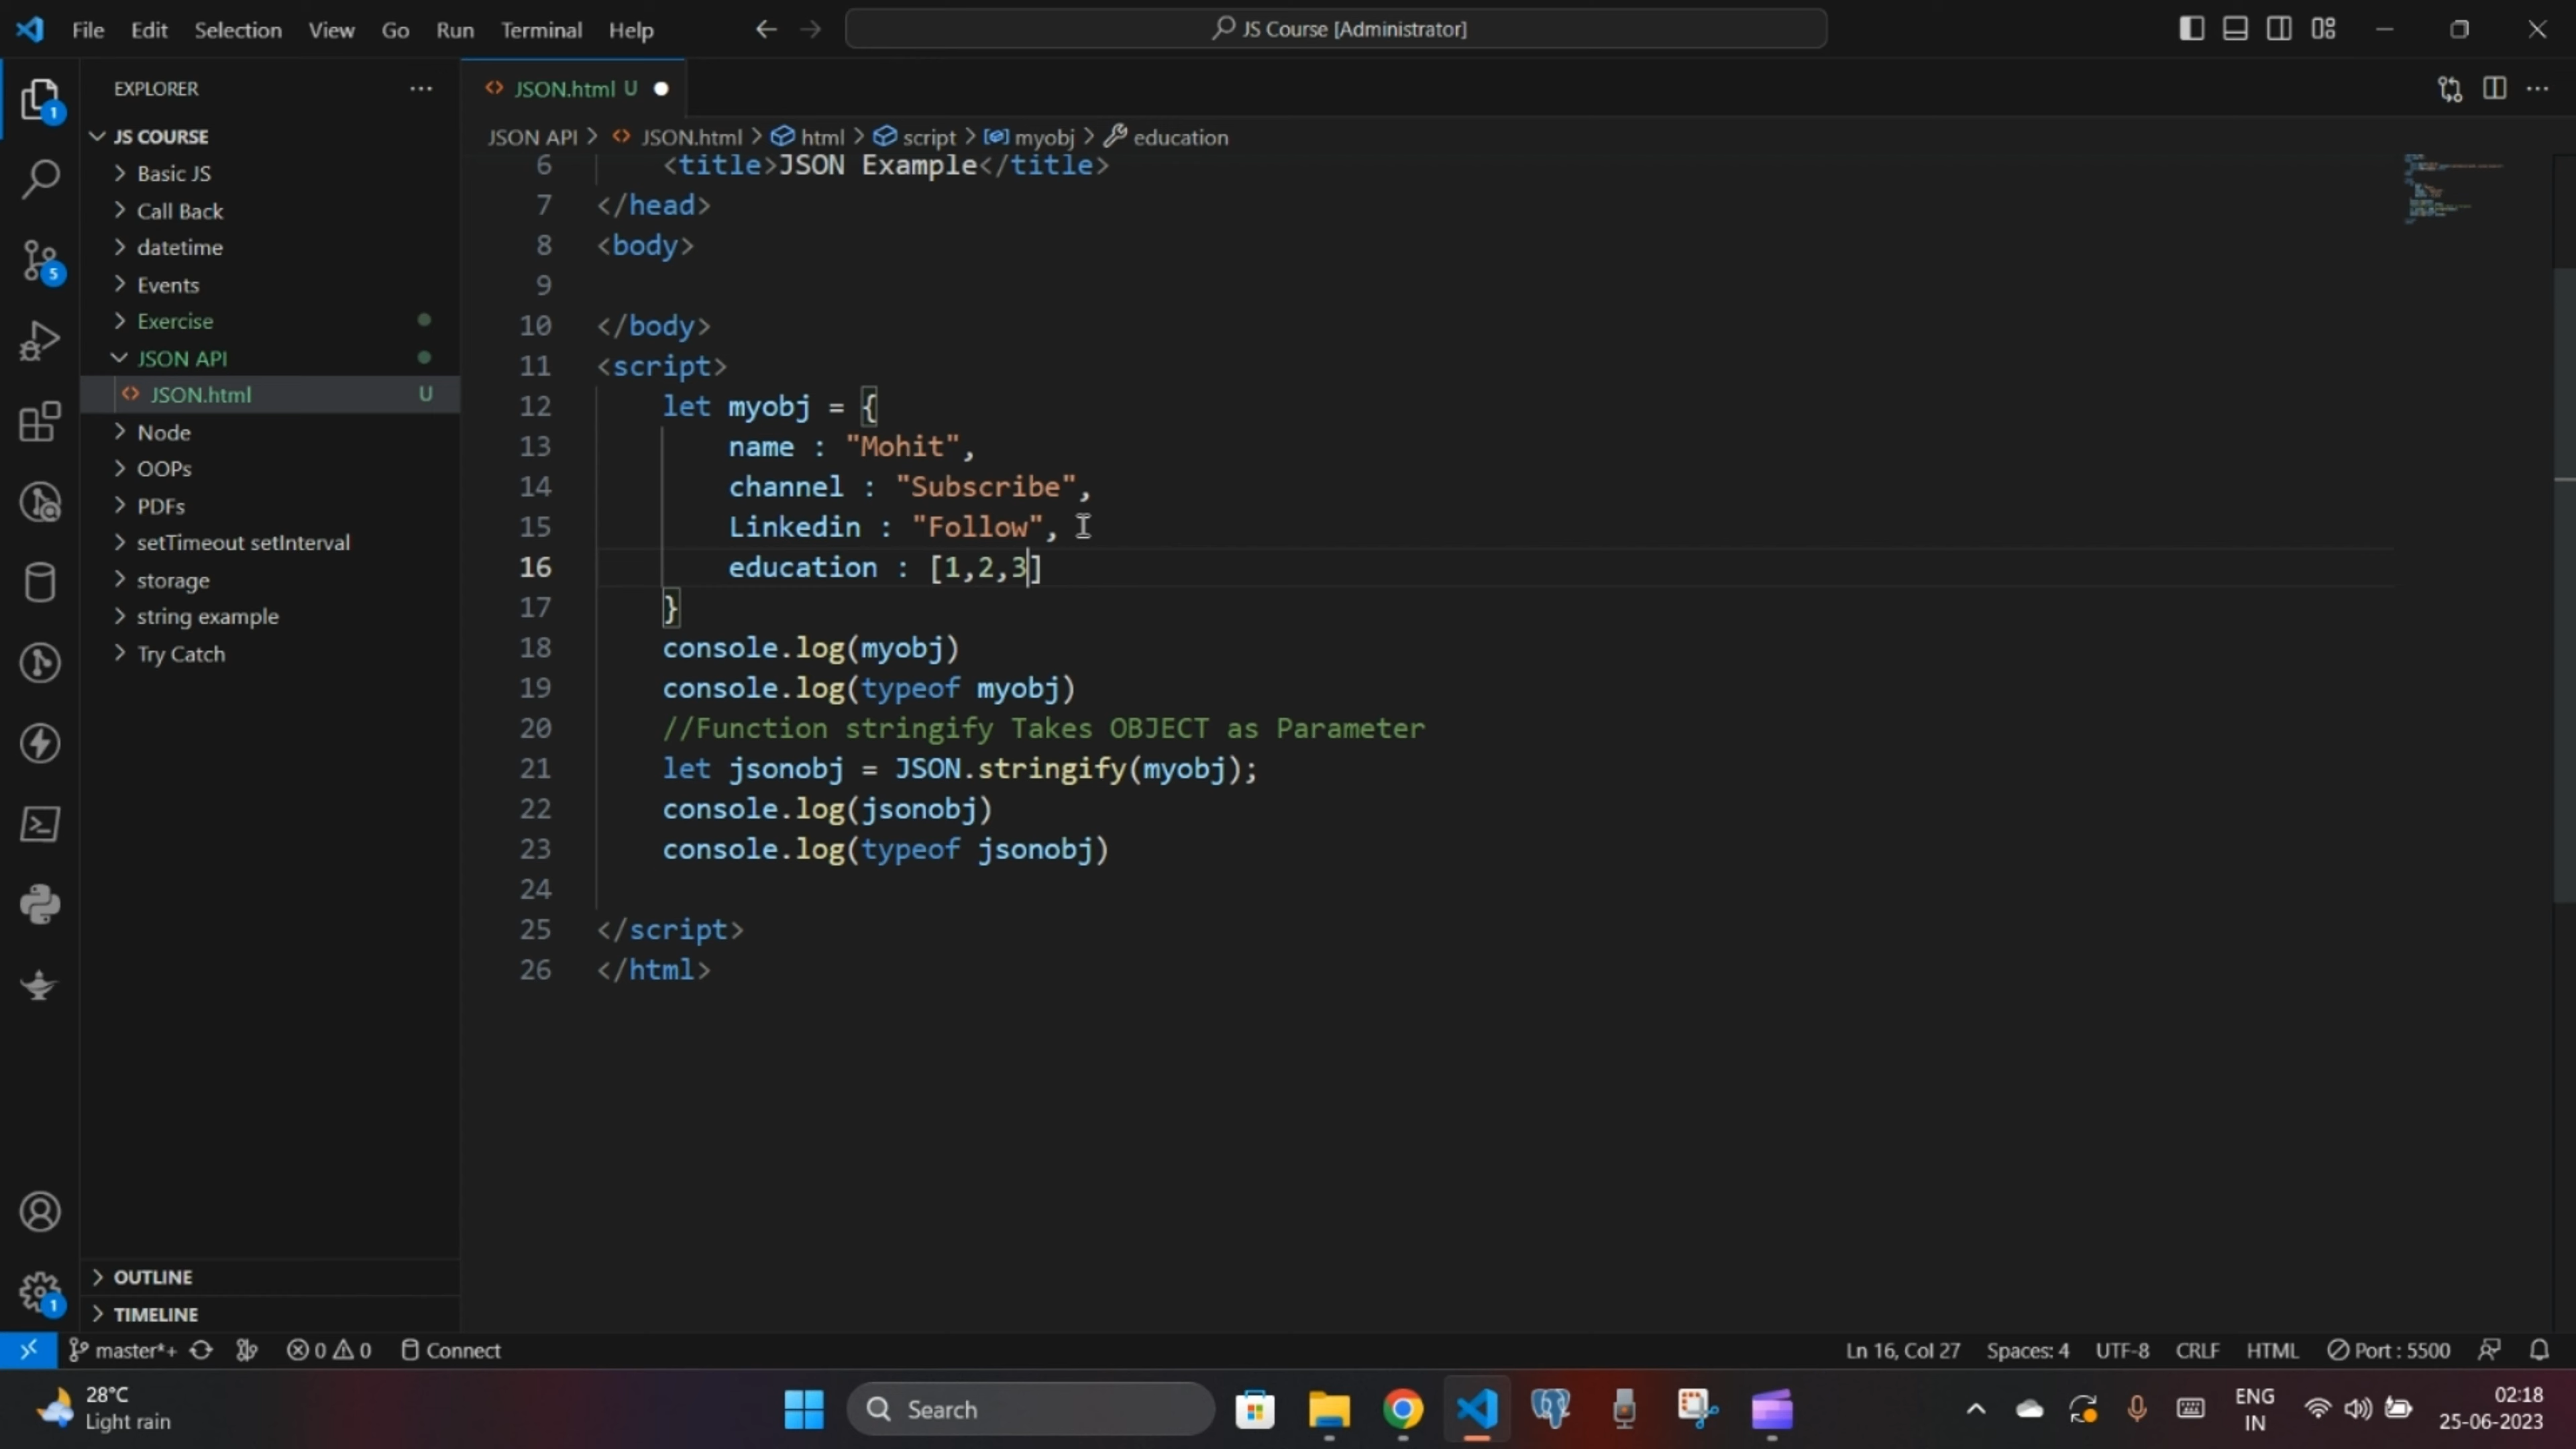 File Edit Selection View Go Run Terminal Help
JS Course [Administrator]
EXPLORER
JS COURSE
Basic JS
Call Back
datetime
Events
Exercise
JSON API
JSON.html U
Node
OOPs
PDFs
setTimeout setInterval
storage
string example
Try Catch
OUTLINE
TIMELINE
1
5
1
JSON.html U
JSON API > JSON.html > html > script > myobj > education
6 <title>JSON Example</title>
7 </head>
8 <body>
9
10 </body>
11 <script>
12 let myobj = {
13 name : "Mohit",
14 channel : "Subscribe",
15 Linkedin : "Follow",
16 education : [1,2,3]
17 }
18 console.log(myobj)
19 console.log(typeof myobj)
20 //Function stringify Takes OBJECT as Parameter
21 let jsonobj = JSON.stringify(myobj);
22 console.log(jsonobj)
23 console.log(typeof jsonobj)
24
25 </script>
26 </html>
master*+ 0 0 Connect Ln 16, Col 27 Spaces: 4 UTF-8 CRLF HTML Port : 5500
28°C
Light rain
Search
ENG
IN
02:18
25-06-2023